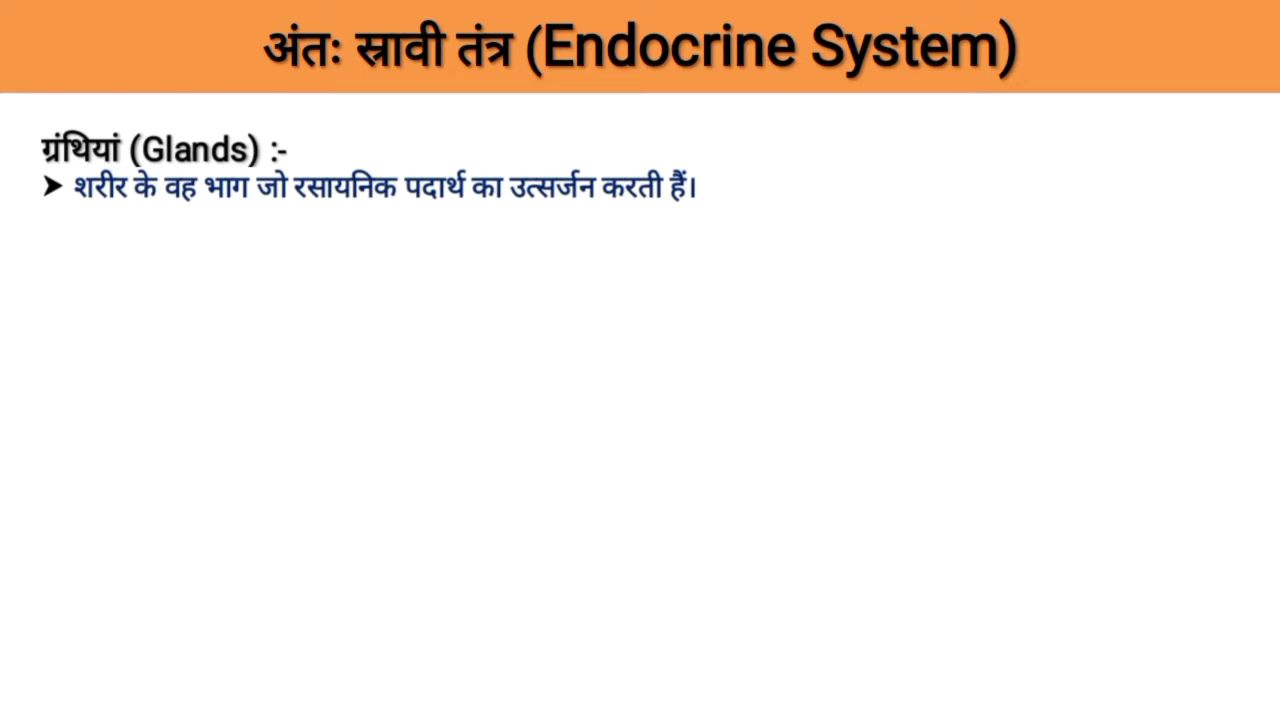 अंतः स्रावी तंत्र (Endocrine System)
ग्रंथियां (Glands) :-
➤ शरीर के वह भाग जो रसायनिक पदार्थ का उत्सर्जन करती हैं।